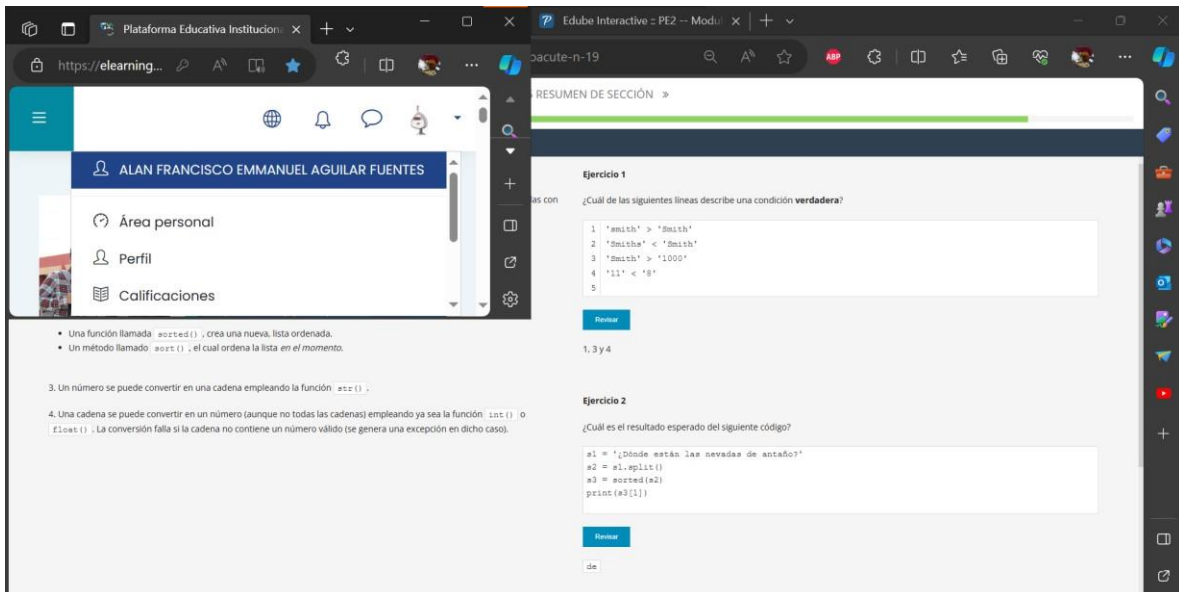 Plataforma Educativa Instituciona
https://elearning...
ALAN FRANCISCO EMMANUEL AGUILAR FUENTES
Área personal
Perfil
Calificaciones
Una función llamada sorted(), crea una nueva, lista ordenada.
Un método llamado sort(), el cual ordena la lista en el momento.
3. Un número se puede convertir en una cadena empleando la función str().
4. Una cadena se puede convertir en un número (aunque no todas las cadenas) empleando ya sea la función int() o
float(). La conversión falla si la cadena no contiene un número válido (se genera una excepción en dicho caso).
Edube Interactive :: PE2 -- Modul
pacute-n-19
ABP
RESUMEN DE SECCIÓN »
las con
Ejercicio 1
¿Cuál de las siguientes líneas describe una condición verdadera?
1 'smith' > 'Smith'
2 'Smiths' < 'Smith'
3 'Smith' > '1000'
4 '11' < '8'
5
Revisar
1, 3 y 4
Ejercicio 2
¿Cuál es el resultado esperado del siguiente código?
s1 = '¿Dónde están las nevadas de antaño?'
s2 = s1.split()
s3 = sorted(s2)
print(s3[1])
Revisar
de